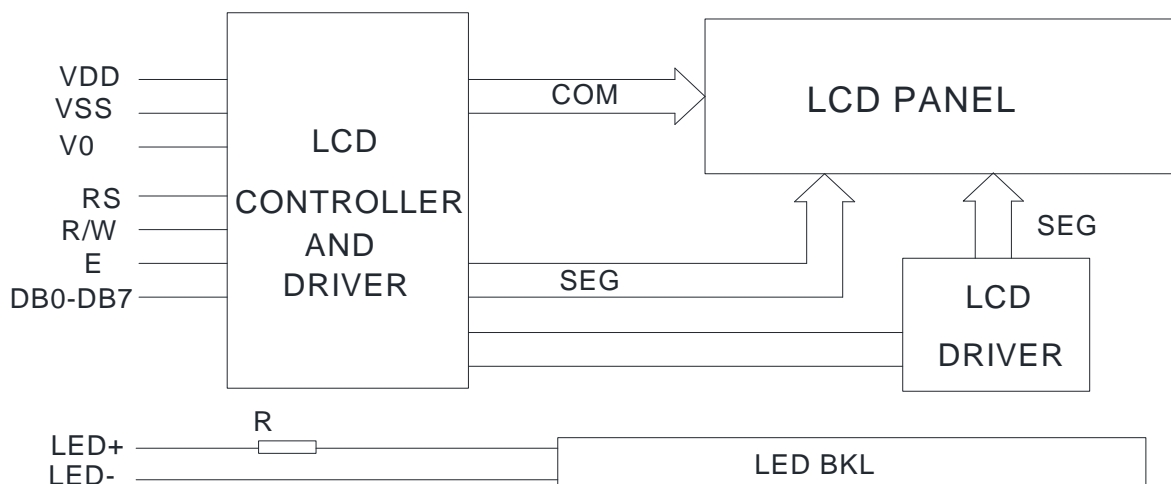 VDD
VSS
V0
RS
R/W
E
DB0-DB7
LCD
CONTROLLER
AND
DRIVER
COM
LCD PANEL
SEG
SEG
LCD
DRIVER
R
LED+
LED-
LED BKL